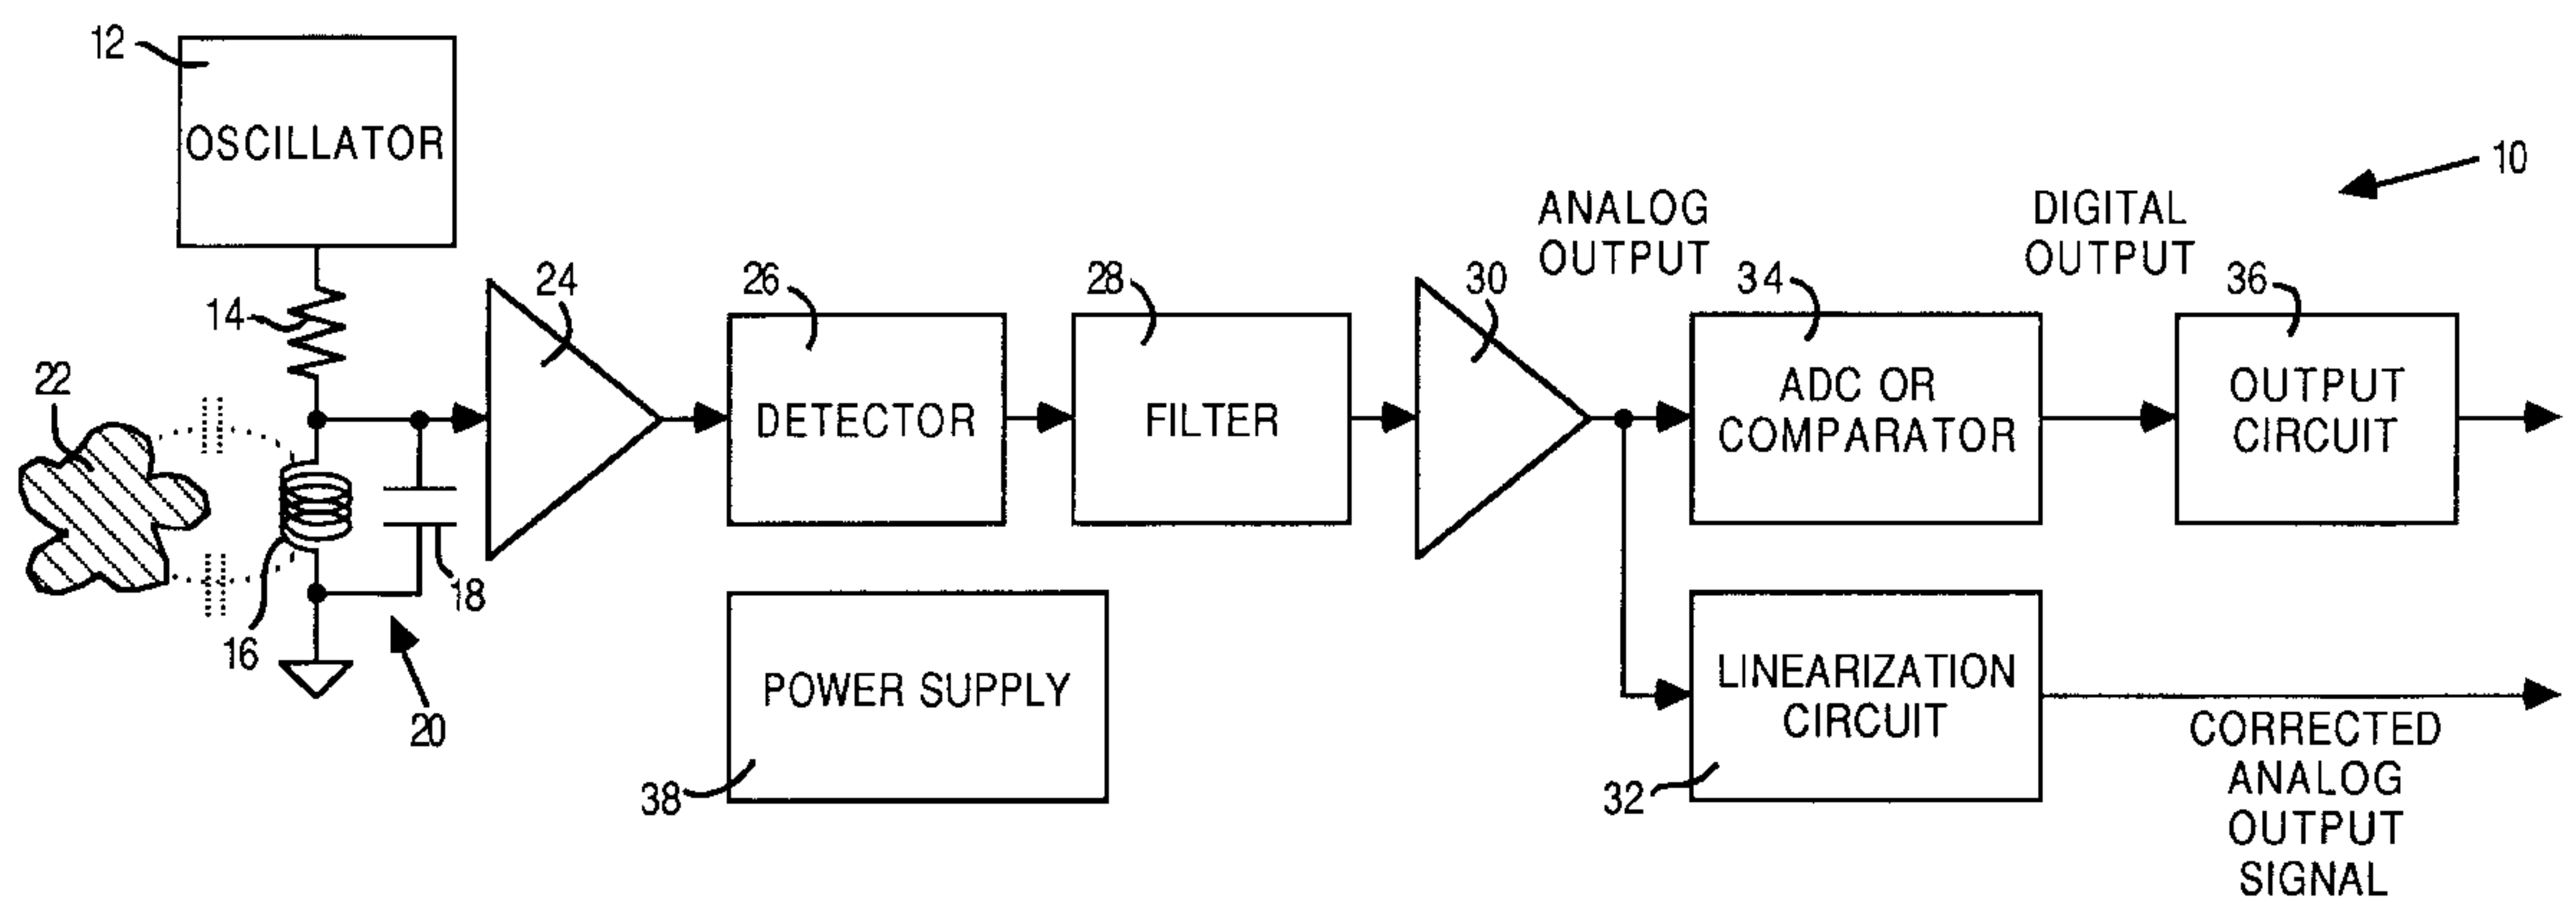 12
OSCILLATOR
10
ANALOG
OUTPUT
DIGITAL
OUTPUT
14
24
26
28
30
34
36
22
DETECTOR
FILTER
ADC OR
COMPARATOR
OUTPUT
CIRCUIT
16
18
20
POWER SUPPLY
38
LINEARIZATION
CIRCUIT
32
CORRECTED
ANALOG
OUTPUT
SIGNAL